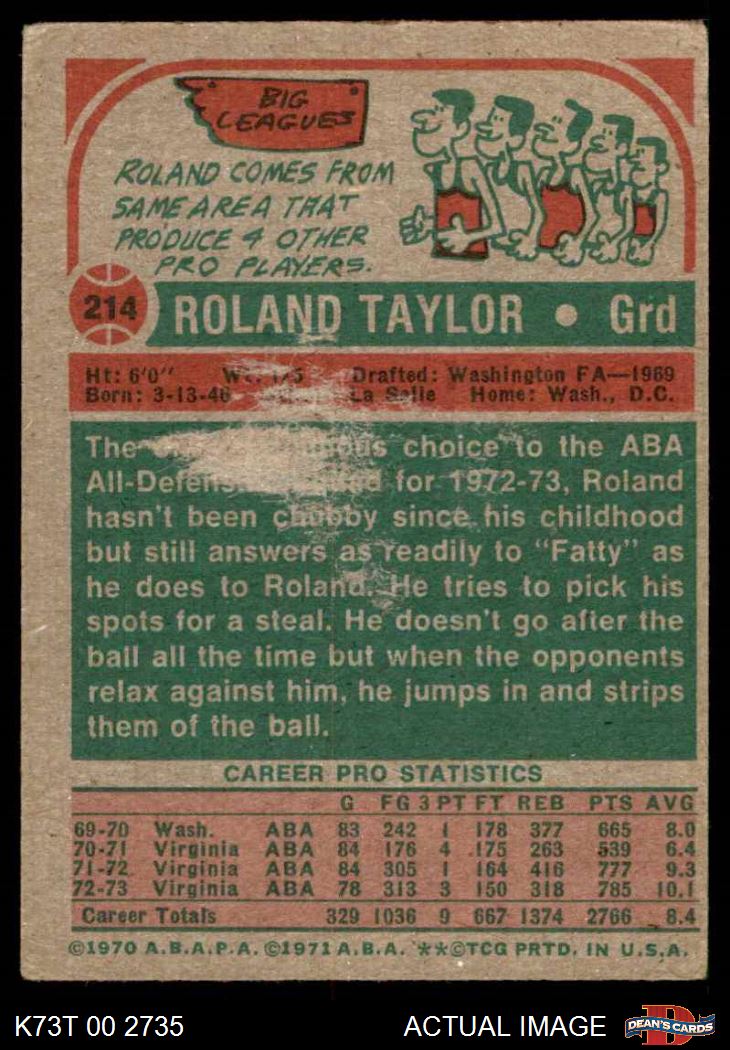 BIG
LEAGUES
ROLAND COMES FROM
SAME AREA THAT
PRODUCE 4 OTHER
PRO PLAYERS.
214 ROLAND TAYLOR • Grd
Ht: 6'0" Drafted: Washington FA—1969
Born: 3-13-46 La Salle Home: Wash., D.C.
The choice to the ABA
for 1972-73, Roland
hasn't been chubby since his childhood
but still answers as readily to "Fatty" as
he does to Roland. He tries to pick his
spots for a steal. He doesn't go after the
ball all the time but when the opponents
relax against him, he jumps in and strips
them of the ball.
CAREER PRO STATISTICS
G FG 3PT FT REB PTS AVG
69-70 Wash. ABA 83 242 1 178 377 665 8.0
70-71 Virginia ABA 84 176 4 175 263 539 6.4
71-72 Virginia ABA 84 305 1 164 416 777 9.3
72-73 Virginia ABA 78 313 3 150 318 785 10.1
Career Totals 329 1036 9 667 1374 2766 8.4
©1970 A.B.A.P.A. ©1971 A.B.A. **©TCG PRTD. IN U.S.A.
K73T 00 2735 ACTUAL IMAGE DEAN'S CARDS